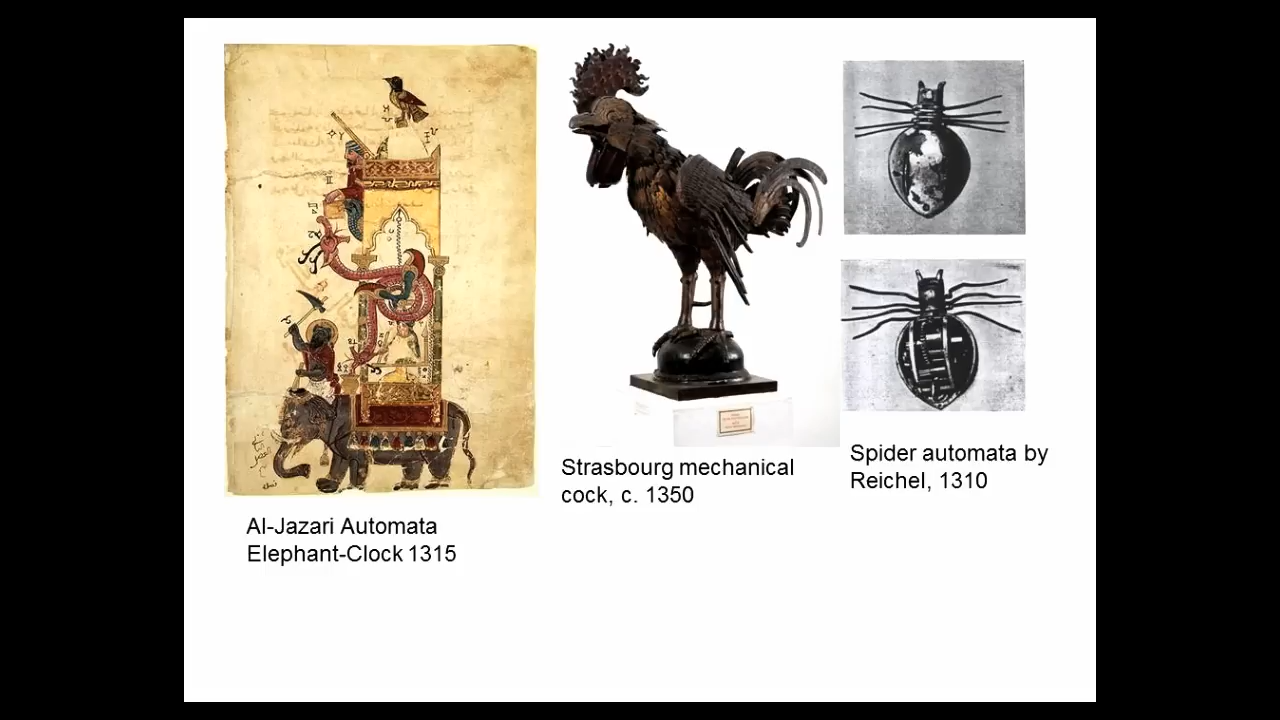 Al-Jazari Automata
Elephant-Clock 1315
Strasbourg mechanical
cock, c. 1350
Spider automata by
Reichel, 1310